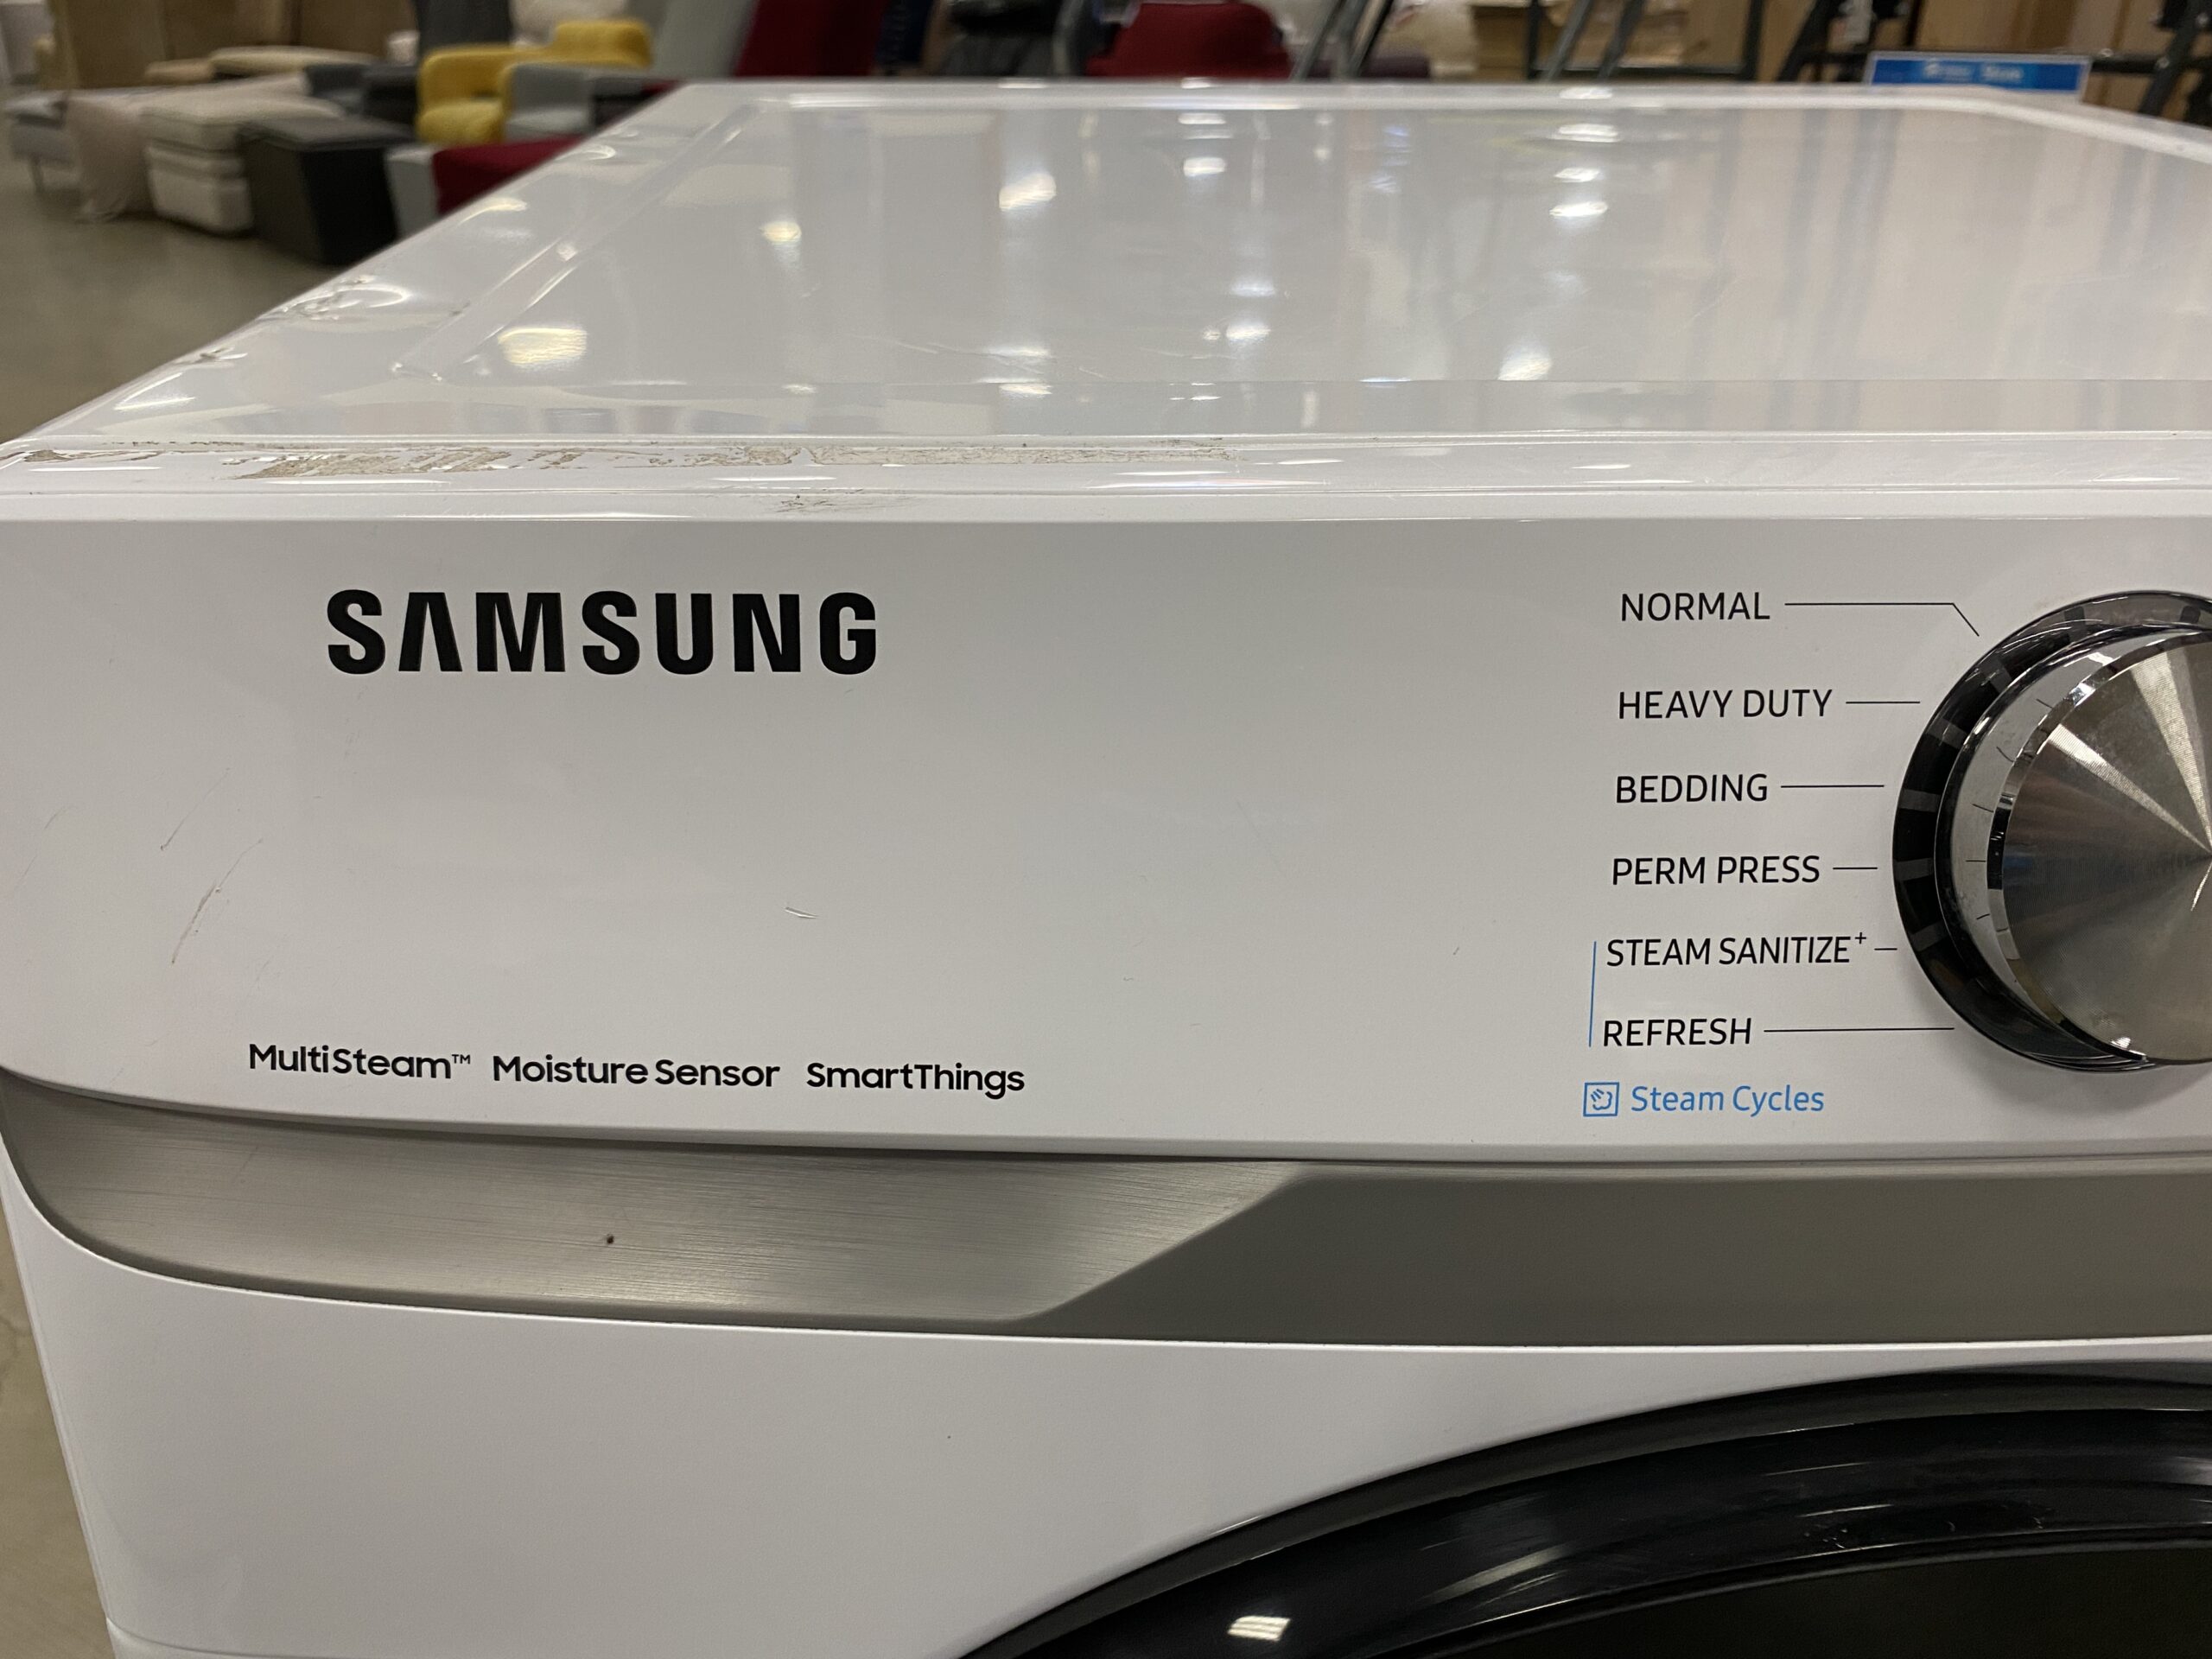 SAMSUNG
NORMAL
HEAVY DUTY
BEDDING
PERM PRESS
STEAM SANITIZE+
REFRESH
Steam Cycles
MultiSteam™ Moisture Sensor SmartThings